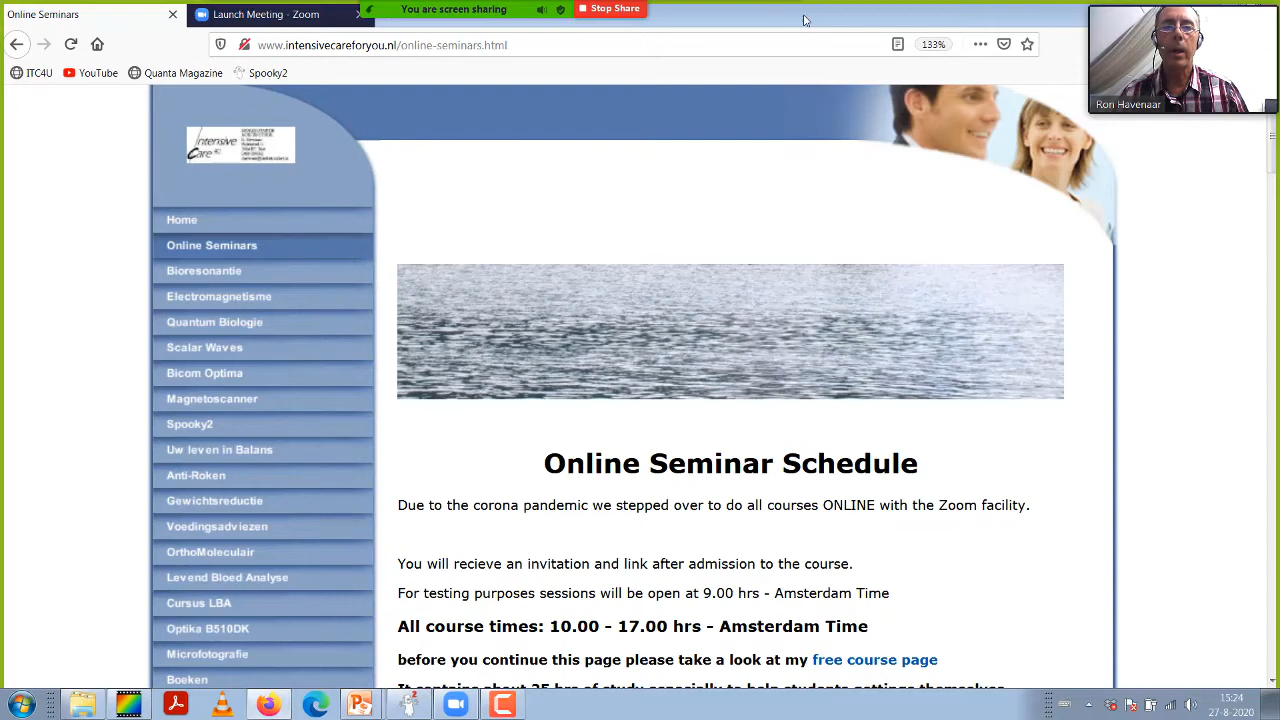 Online Seminars
Launch Meeting - Zoom
You are screen sharing
Stop Share
www.intensivecareforyou.nl/online-seminars.html
133%
ITC4U
YouTube
Quanta Magazine
Spooky2
Ron Havenaar
Intensive
Care
Home
Online Seminars
Bioresonantie
Electromagnetisme
Quantum Biologie
Scalar Waves
Bicom Optima
Magnetoscanner
Spooky2
Uw leven in Balans
Anti-Roken
Gewichtsreductie
Voedingsadviezen
OrthoMoleculair
Levend Bloed Analyse
Cursus LBA
Optika B510DK
Microfotografie
Boeken
Online Seminar Schedule
Due to the corona pandemic we stepped over to do all courses ONLINE with the Zoom facility.
You will recieve an invitation and link after admission to the course.
For testing purposes sessions will be open at 9.00 hrs - Amsterdam Time
All course times: 10.00 - 17.00 hrs - Amsterdam Time
before you continue this page please take a look at my free course page
15:24
27-8-2020